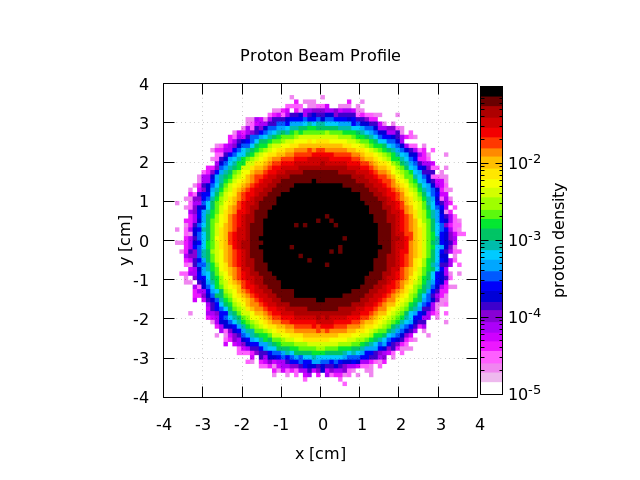 Proton Beam Profile
4
3
2
1
0
-1
-2
-3
-4
y [cm]
-4 -3 -2 -1 0 1 2 3 4
x [cm]
10-2
10-3
10-4
10-5
proton density